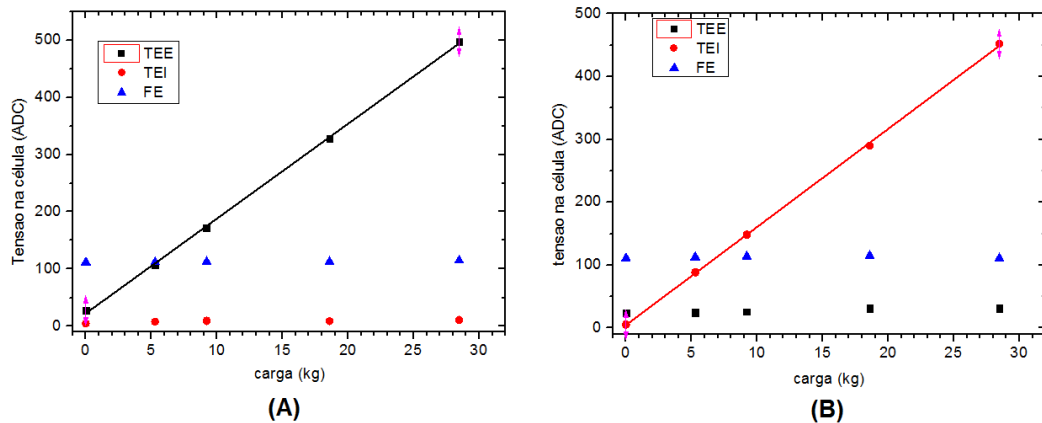 Tensao na célula (ADC)
500
400
300
200
100
0
TEE
TEI
FE
0 5 10 15 20 25 30
carga (kg)
(A)
tensao na célula (ADC)
500
400
300
200
100
0
TEE
TEI
FE
0 5 10 15 20 25 30
carga (kg)
(B)